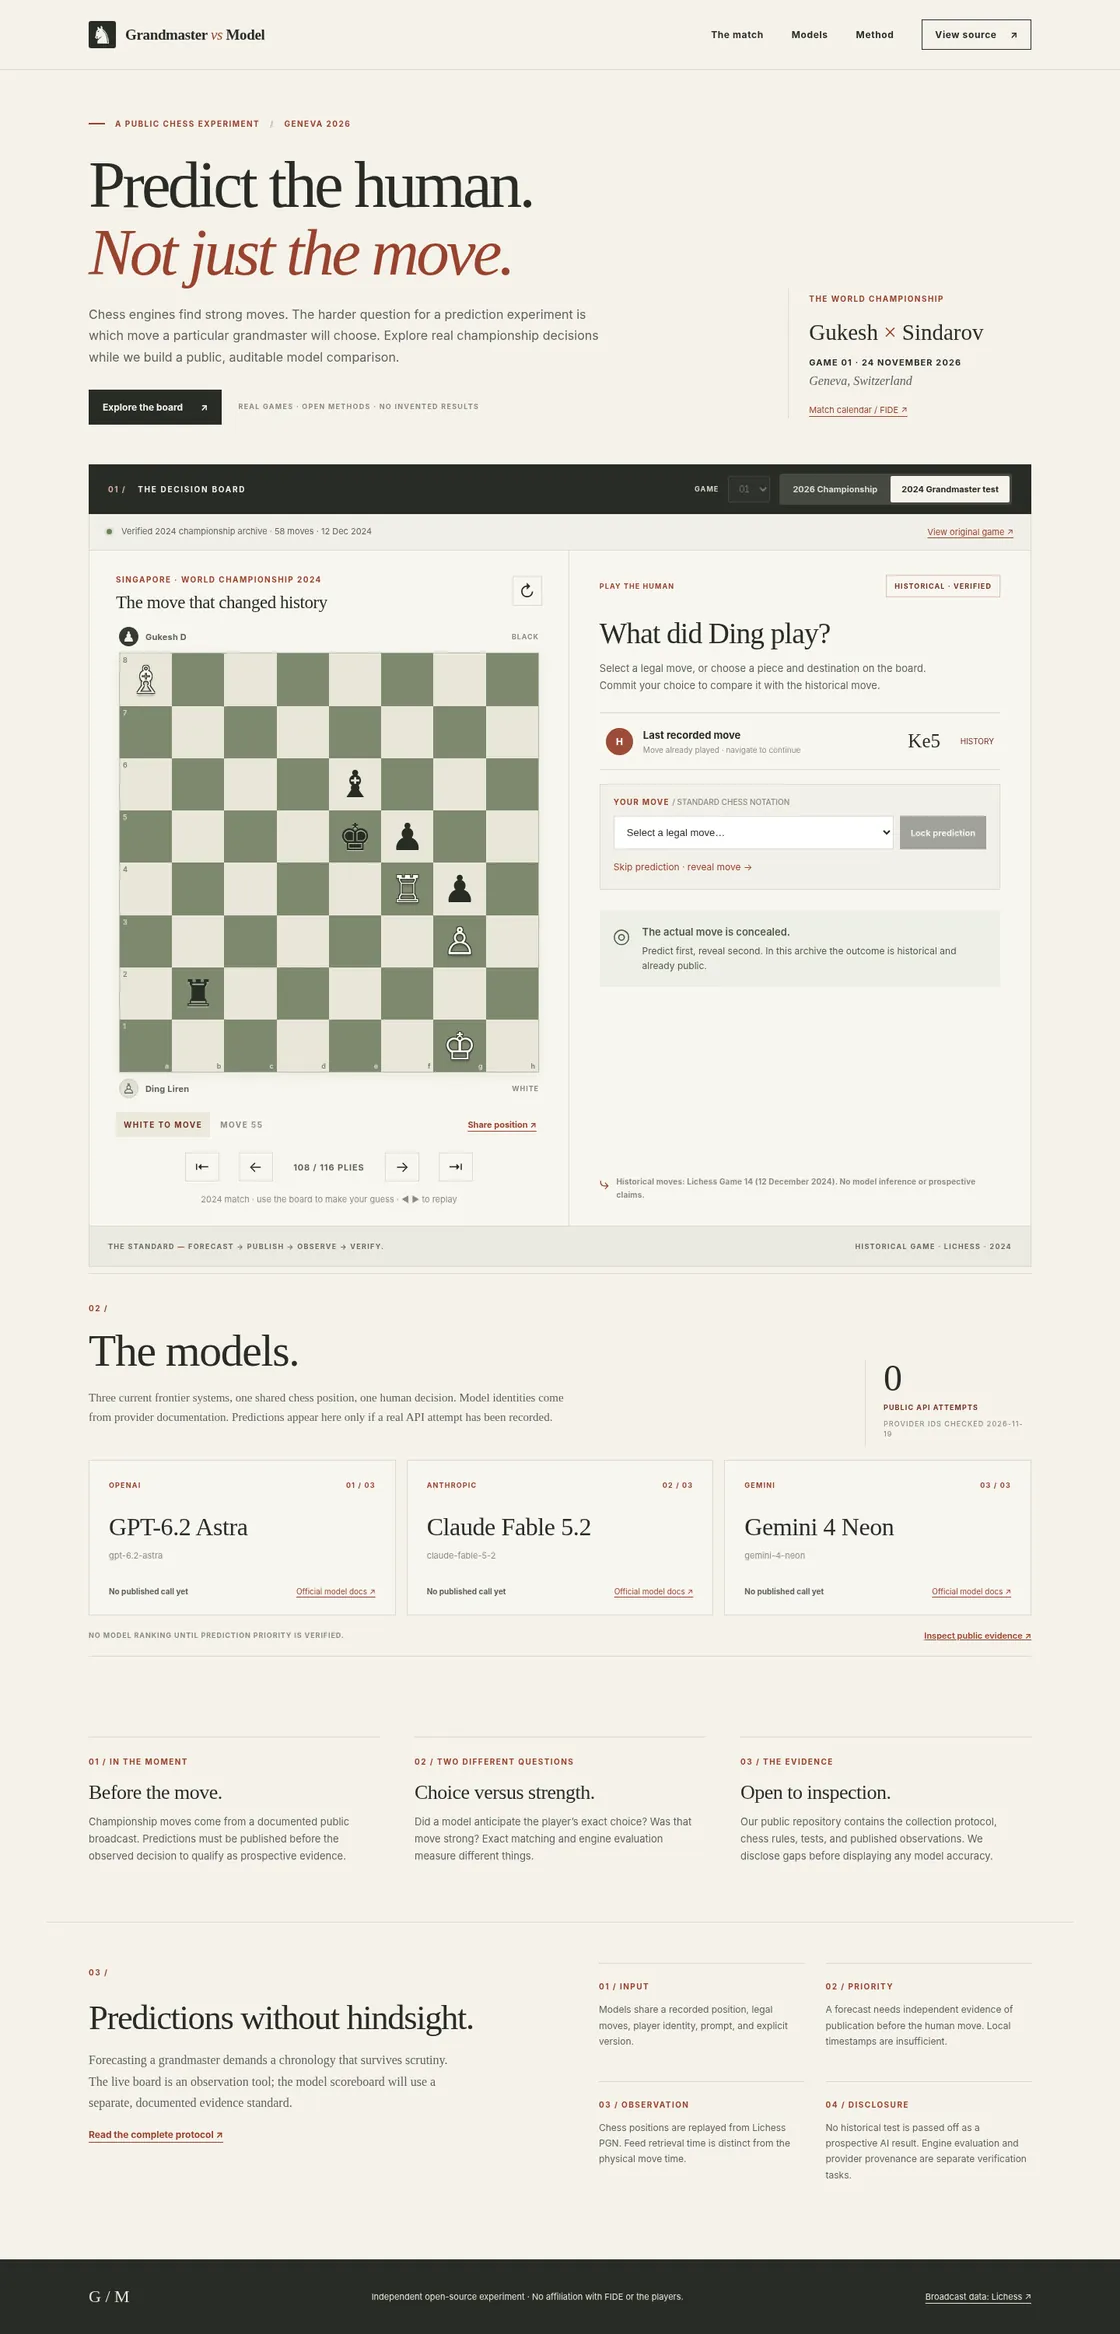 Grandmaster vs Model
The match
Models
Method
View source ↗
A PUBLIC CHESS EXPERIMENT / GENEVA 2026
Predict the human.
Not just the move.
Chess engines find strong moves. The harder question for a prediction experiment is
which move a particular grandmaster will choose. Explore real championship decisions
while we build a public, auditable model comparison.
Explore the board ↗
REAL GAMES · OPEN METHODS · NO INVENTED RESULTS
THE WORLD CHAMPIONSHIP
Gukesh × Sindarov
GAME 01 · 24 NOVEMBER 2026
Geneva, Switzerland
Match calendar / FIDE ↗
01 / THE DECISION BOARD
GAME
01
2026 Championship
2024 Grandmaster test
Verified 2024 championship archive · 58 moves · 12 Dec 2024
View original game ↗
SINGAPORE · WORLD CHAMPIONSHIP 2024
The move that changed history
Gukesh D
BLACK
8
7
6
5
4
3
2
1
a b c d e f g h
Ding Liren
WHITE
WHITE TO MOVE
MOVE 55
Share position ↗
108 / 116 PLIES
2024 match · use the board to make your guess · ◀ ▶ to replay
PLAY THE HUMAN
HISTORICAL · VERIFIED
What did Ding play?
Select a legal move, or choose a piece and destination on the board.
Commit your choice to compare it with the historical move.
H
Last recorded move
Move already played · navigate to continue
Ke5
HISTORY
YOUR MOVE / STANDARD CHESS NOTATION
Select a legal move…
Lock prediction
Skip prediction · reveal move →
The actual move is concealed.
Predict first, reveal second. In this archive the outcome is historical and
already public.
Historical moves: Lichess Game 14 (12 December 2024). No model inference or prospective
claims.
THE STANDARD — FORECAST → PUBLISH → OBSERVE → VERIFY.
HISTORICAL GAME · LICHESS · 2024
02 /
The models.
Three current frontier systems, one shared chess position, one human decision. Model identities come
from provider documentation. Predictions appear here only if a real API attempt has been recorded.
0
PUBLIC API ATTEMPTS
PROVIDER IDS CHECKED 2026-11-
19
OPENAI
01 / 03
GPT-6.2 Astra
gpt-6.2-astra
No published call yet
Official model docs ↗
ANTHROPIC
02 / 03
Claude Fable 5.2
claude-fable-5-2
No published call yet
Official model docs ↗
GEMINI
03 / 03
Gemini 4 Neon
gemini-4-neon
No published call yet
Official model docs ↗
NO MODEL RANKING UNTIL PREDICTION PRIORITY IS VERIFIED.
Inspect public evidence ↗
01 / IN THE MOMENT
Before the move.
Championship moves come from a documented public
broadcast. Predictions must be published before the
observed decision to qualify as prospective evidence.
02 / TWO DIFFERENT QUESTIONS
Choice versus strength.
Did a model anticipate the player’s exact choice? Was that
move strong? Exact matching and engine evaluation
measure different things.
03 / THE EVIDENCE
Open to inspection.
Our public repository contains the collection protocol,
chess rules, tests, and published observations. We
disclose gaps before displaying any model accuracy.
03 /
Predictions without hindsight.
Forecasting a grandmaster demands a chronology that survives scrutiny.
The live board is an observation tool; the model scoreboard will use a
separate, documented evidence standard.
Read the complete protocol ↗
01 / INPUT
Models share a recorded position, legal
moves, player identity, prompt, and explicit
version.
02 / PRIORITY
A forecast needs independent evidence of
publication before the human move. Local
timestamps are insufficient.
03 / OBSERVATION
Chess positions are replayed from Lichess
PGN. Feed retrieval time is distinct from the
physical move time.
04 / DISCLOSURE
No historical test is passed off as a
prospective AI result. Engine evaluation and
provider provenance are separate verification
tasks.
G / M
Independent open-source experiment · No affiliation with FIDE or the players.
Broadcast data: Lichess ↗